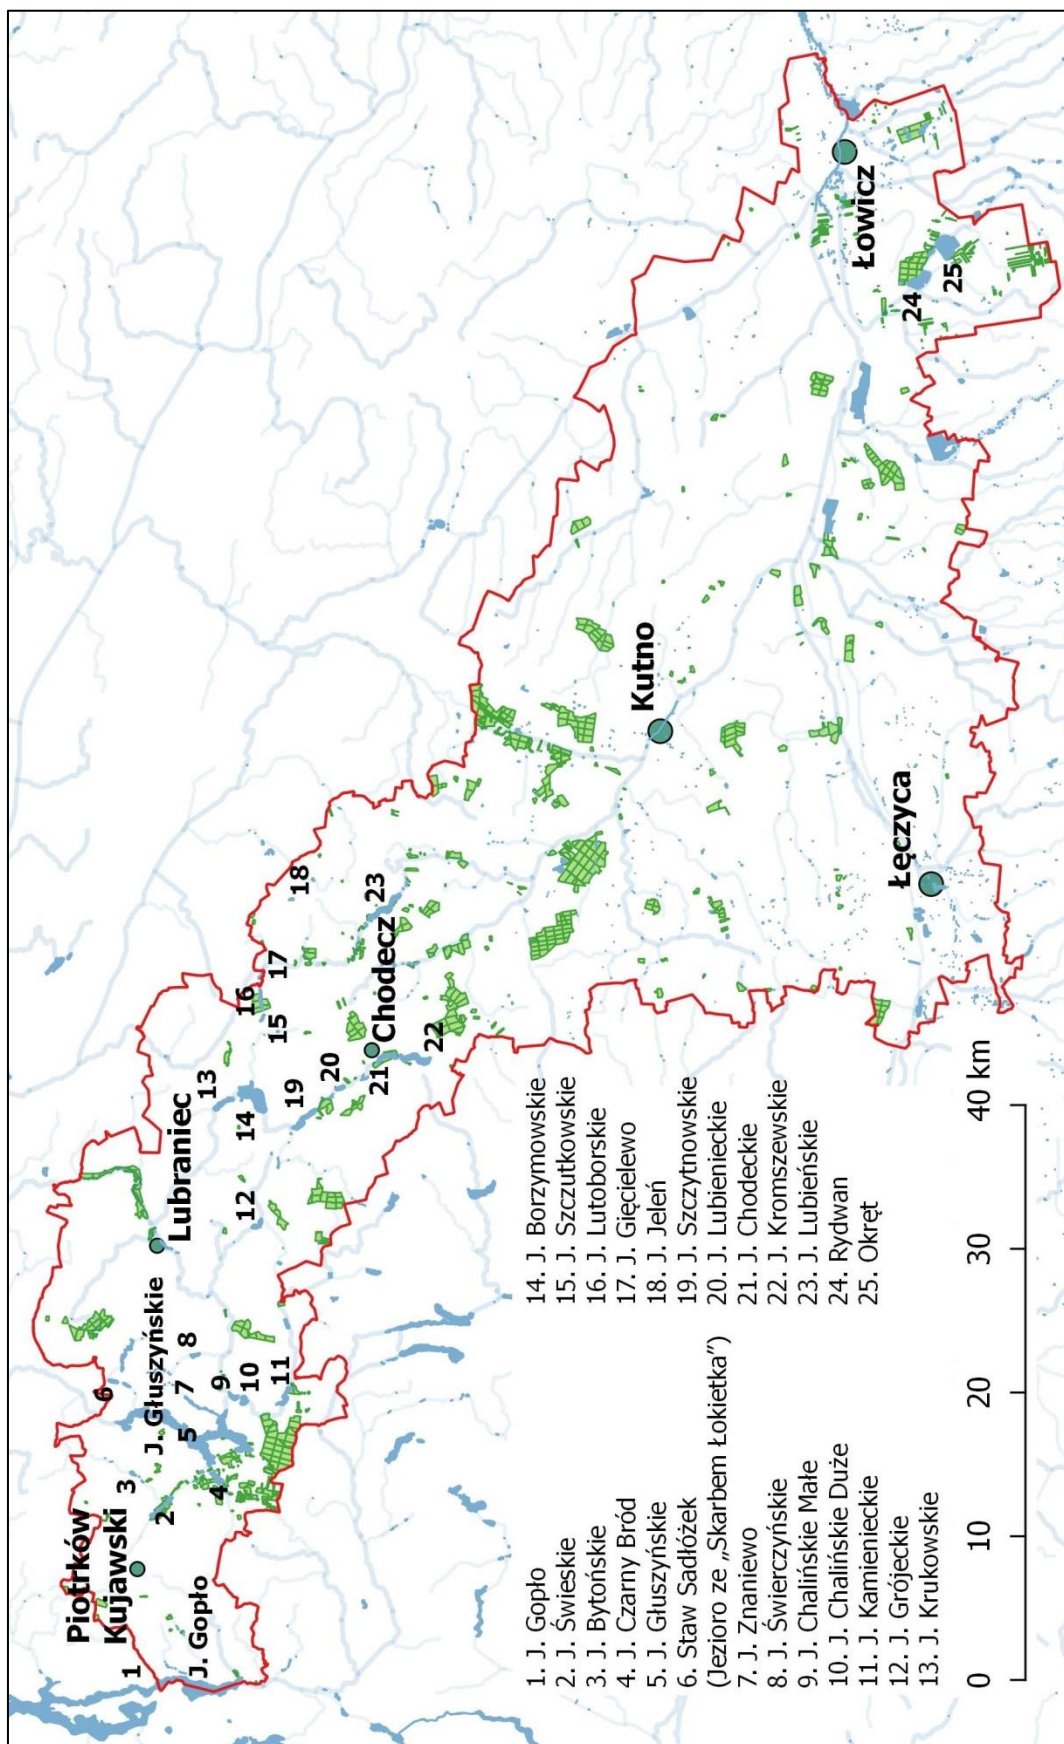 Piotrków
Kujawski
1
J. Gopło
2
3
4
5
J. Głuszyńskie
6
7
8
9
10
11
Lubraniec
12
13
14
15
16
17
18
19
20
21
Chodecz
22
23
Kutno
Łęczyca
Łowicz
24
25
1. J. Gopło
2. J. Świeskie
3. J. Bytońskie
4. J. Czarny Bród
5. J. Głuszyńskie
6. Staw Sadłóżek
(Jezioro ze „Skarbem Łokietka”)
7. J. Znaniewo
8. J. Świerczyńskie
9. J. Chalińskie Małe
10. J. Chalińskie Duże
11. J. Kamienieckie
12. J. Grójeckie
13. J. Krukowskie
14. J. Borzymowskie
15. J. Szczutkowskie
16. J. Lutoborskie
17. J. Gięcielewo
18. J. Jeleń
19. J. Szczytnowskie
20. J. Lubienieckie
21. J. Chodeckie
22. J. Kromszewskie
23. J. Lubieńskie
24. Rydwan
25. Okręt
0 10 20 30 40 km